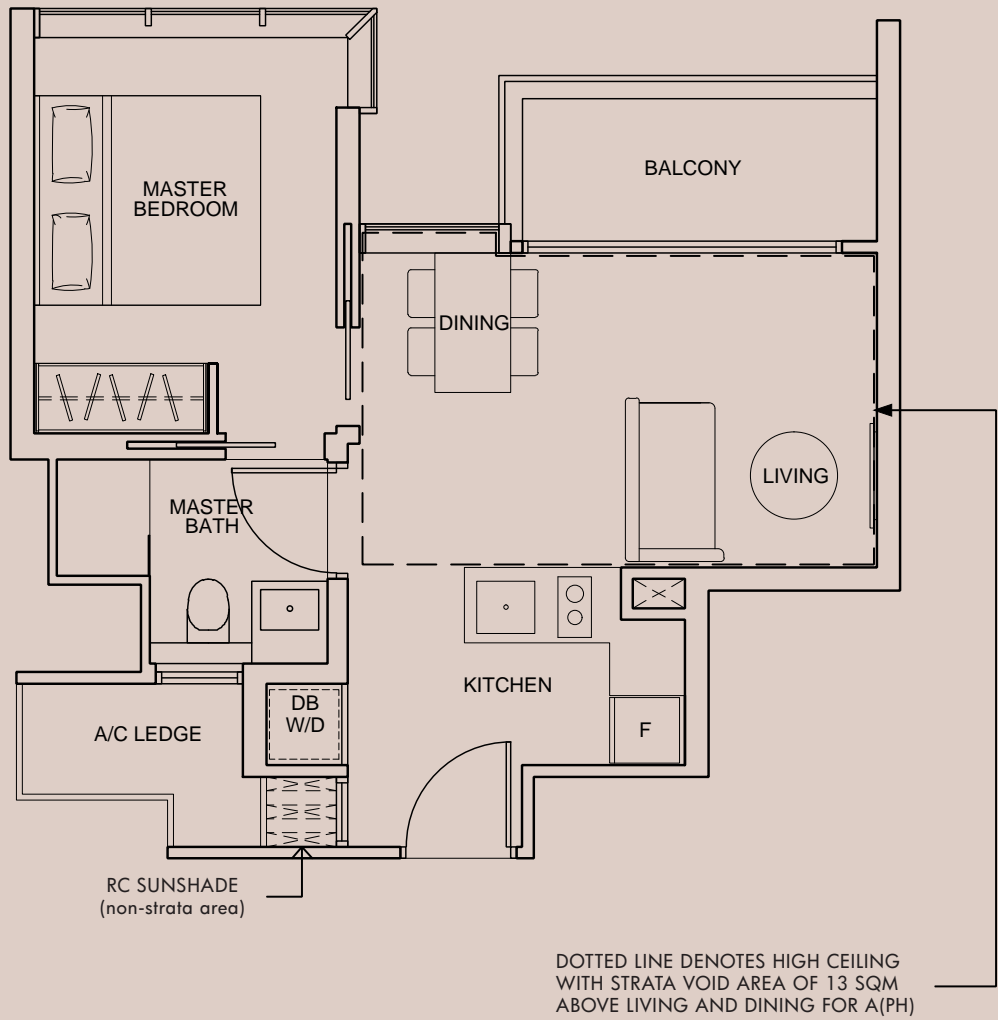 BALCONY
MASTER
BEDROOM
DINING
LIVING
MASTER
BATH
KITCHEN
DB
W/D
F
A/C LEDGE
RC SUNSHADE
(non-strata area)
DOTTED LINE DENOTES HIGH CEILING
WITH STRATA VOID AREA OF 13 SQM
ABOVE LIVING AND DINING FOR A(PH)